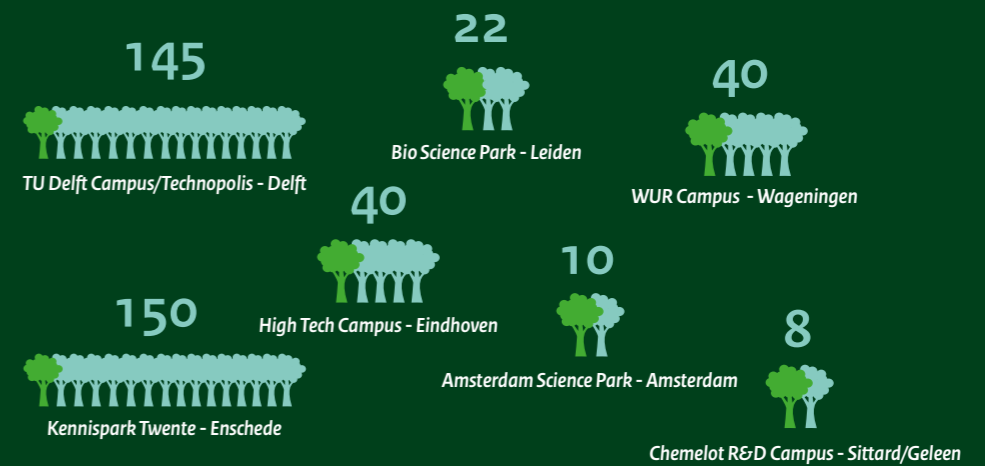 22
145
40
Bio Science Park - Leiden
TU Delft Campus/Technopolis - Delft
WUR Campus - Wageningen
40
10
150
High Tech Campus - Eindhoven
8
Amsterdam Science Park - Amsterdam
Kennispark Twente - Enschede
Chemelot R&D Campus - Sittard/Geleen